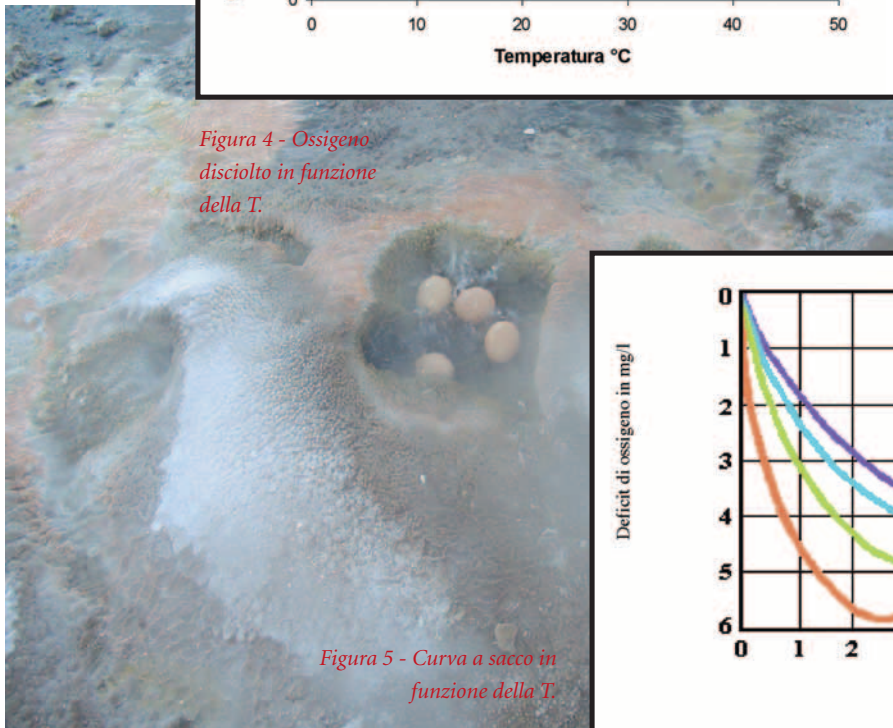 0
0 10 20 30 40 50
Temperatura °C
Figura 4 - Ossigeno
disciolto in funzione
della T.
Deficit di ossigeno in mg/l
0
1
2
3
4
5
6
0 1 2
Figura 5 - Curva a sacco in
funzione della T.